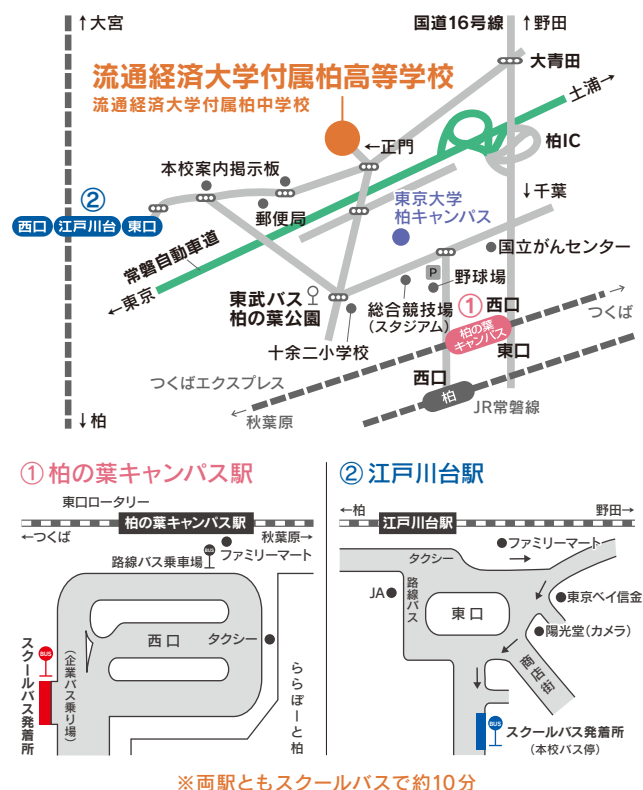 ↑大宮
国道16号線
↑野田
大青田
流通経済大学付属柏高等学校
流通経済大学付属柏中学校
土浦→
←正門
柏IC
本校案内掲示板
②
東京大学
柏キャンパス
↓千葉
郵便局
西口
江戸川台
東口
国立がんセンター
常磐自動車道
P
野球場
←東京
東武バス
柏の葉公園
総合競技場
(スタジアム)
①
西口
つくば
柏の葉
キャンパス
十余二小学校
東口
つくばエクスプレス
西口
柏
秋葉原
JR常磐線
↓柏
①柏の葉キャンパス駅
東口ロータリー
柏の葉キャンパス駅
←つくば
秋葉原→
BUS
ファミリーマート
路線バス乗車場
西口
タクシー
BUS
スクールバス発着所
(企業バス乗り場)
ららぽーと柏
②江戸川台駅
←柏
野田→
江戸川台駅
ファミリーマート
タクシー
JA
路線バス
東口
東京ベイ信金
陽光堂(カメラ)
商店街
BUS
スクールバス発着所
(本校バス停)
※両駅ともスクールバスで約10分